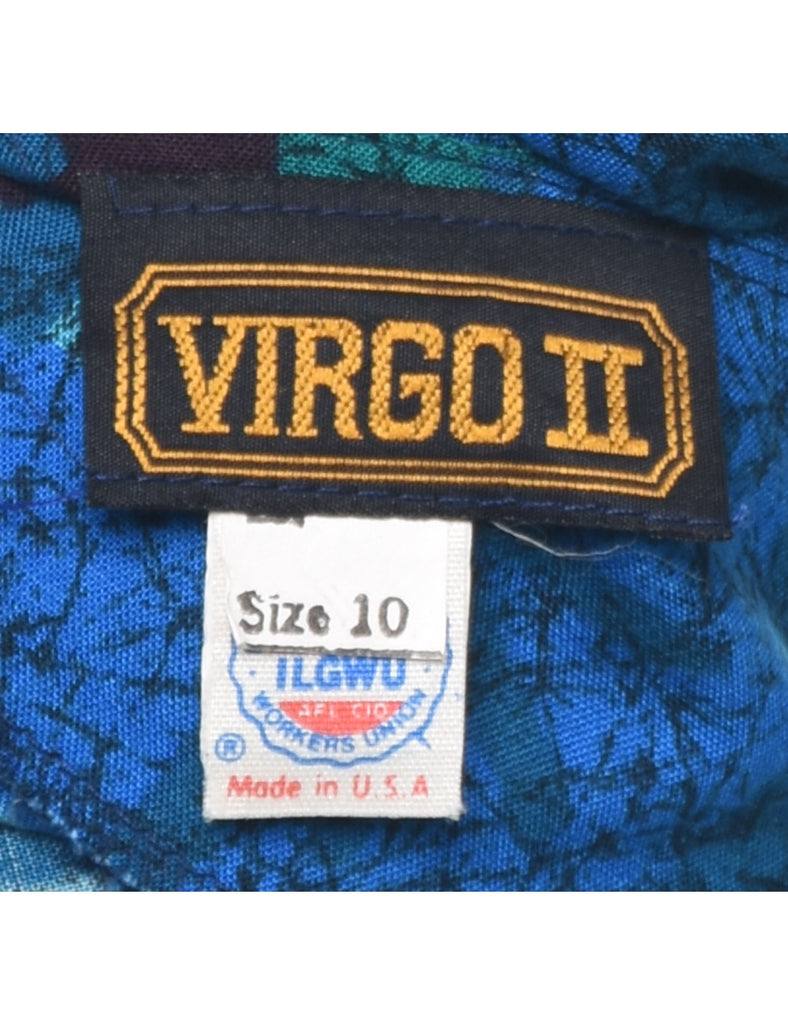 VIRGO II
Size 10
ILGWU
AFL CIO
WORKERS UNION
®
Made in U.S.A